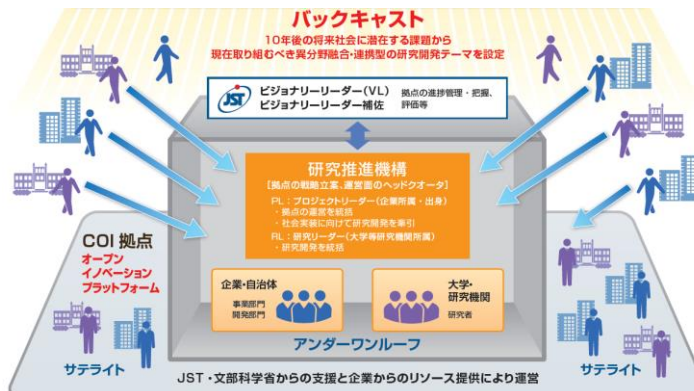 バックキャスト
10年後の将来社会に潜在する課題から
現在取り組むべき異分野融合・連携型の研究開発テーマを設定
JST
ビジョナリーリーダー(VL)
ビジョナリーリーダー補佐
拠点の進捗管理・把握、
評価等
研究推進機構
[拠点の戦略立案、運営面のヘッドクオータ]
PL：プロジェクトリーダー(企業所属・出身)
・拠点の運営を統括
・社会実装に向けて研究開発を牽引
RL：研究リーダー(大学等研究機関所属)
・研究開発を統括
COI 拠点
オープン
イノベーション
プラットフォーム
企業・自治体
事業部門
開発部門
大学・
研究機関
研究者
アンダーワンルーフ
サテライト
サテライト
JST・文部科学省からの支援と企業からのリソース提供により運営